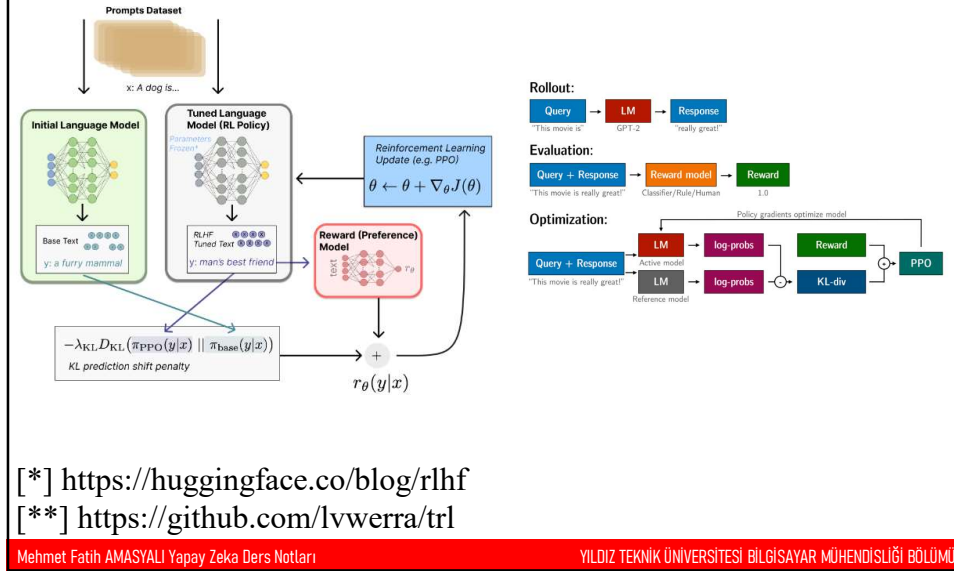 Prompts Dataset
x: A dog is...
Initial Language Model
Base Text
y: a furry mammal
Tuned Language
Model (RL Policy)
Parameters
Frozen*
RLHF
Tuned Text
y: man's best friend
Reinforcement Learning
Update (e.g. PPO)
θ ← θ + ∇θJ(θ)
Reward (Preference)
Model
text
rθ
−λKL DKL(πPPO(y|x) || πbase(y|x))
KL prediction shift penalty
+
rθ(y|x)
Rollout:
Query LM Response
"This movie is" GPT-2 "really great!"
Evaluation:
Query + Response Reward model Reward
"This movie is really great!" Classifier/Rule/Human 1.0
Optimization:
Policy gradients optimize model
LM log-probs Reward
Active model
Query + Response + PPO
"This movie is really great!"
LM log-probs - KL-div
Reference model
[*] https://huggingface.co/blog/rlhf
[**] https://github.com/lvwerra/trl
Mehmet Fatih AMASYALI Yapay Zeka Ders Notları YILDIZ TEKNİK ÜNİVERSİTESİ BİLGİSAYAR MÜHENDİSLİĞİ BÖLÜMÜ